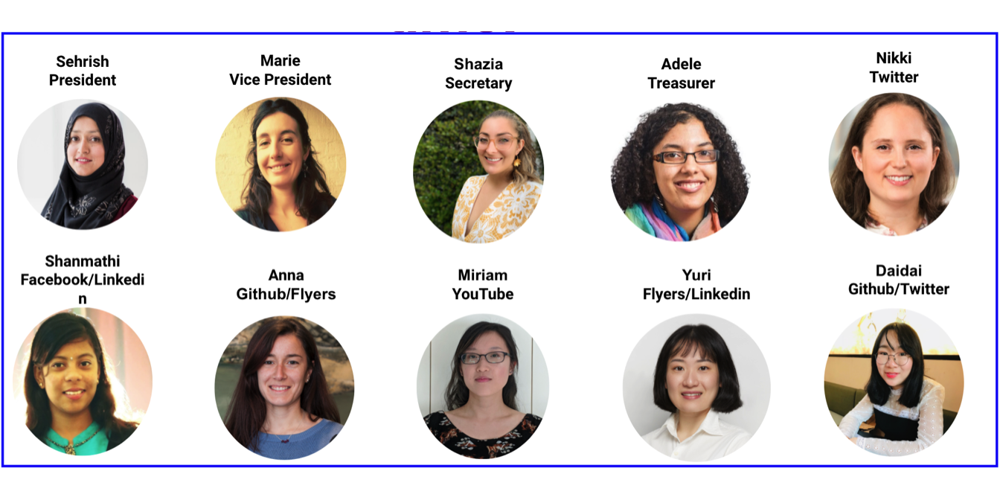 Sehrish
President
Marie
Vice President
Shazia
Secretary
Adele
Treasurer
Nikki
Twitter
Shanmathi
Facebook/Linkedi
n
Anna
Github/Flyers
Miriam
YouTube
Yuri
Flyers/Linkedin
Daidai
Github/Twitter